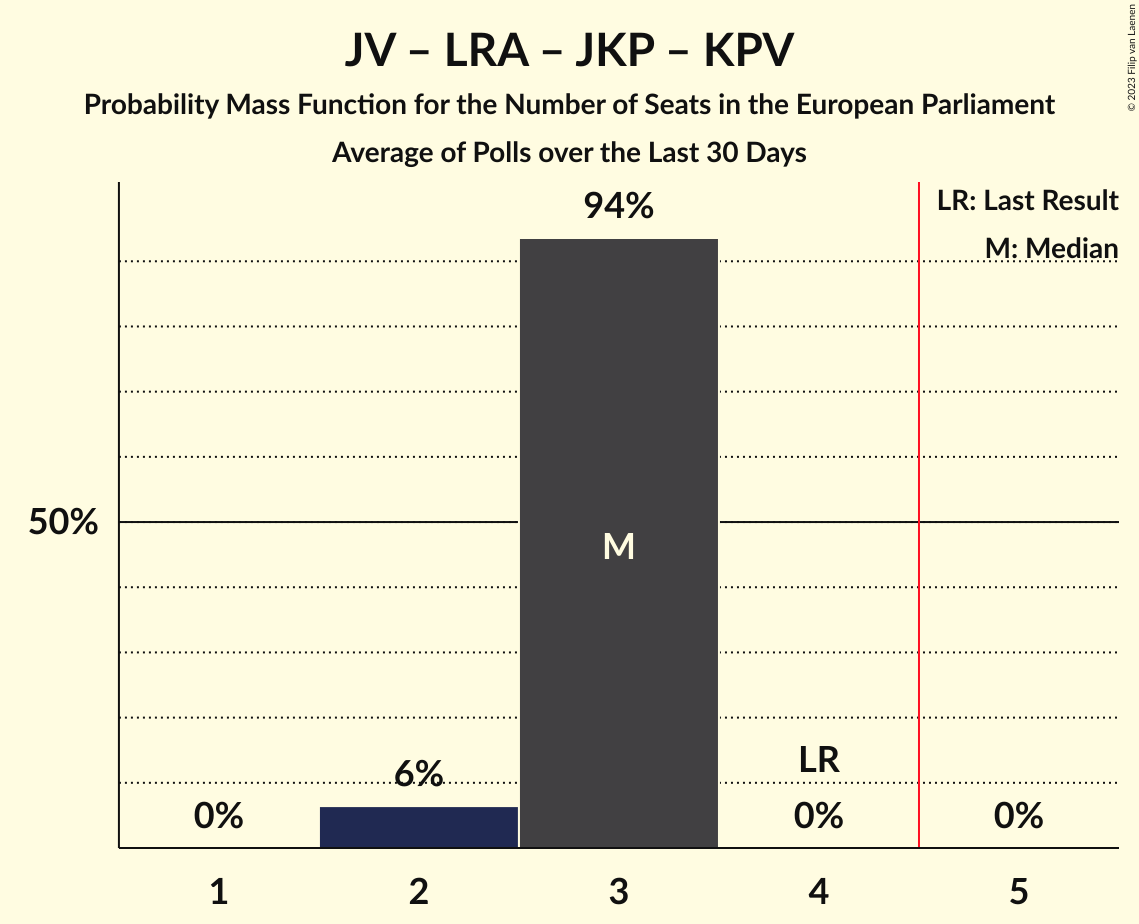 JV – LRA – JKP – KPV
Probability Mass Function for the Number of Seats in the European Parliament
Average of Polls over the Last 30 Days
© 2023 Filip van Laenen
LR: Last Result
M: Median
94%
50%
M
6%
LR
0%
0%
0%
1
2
3
4
5